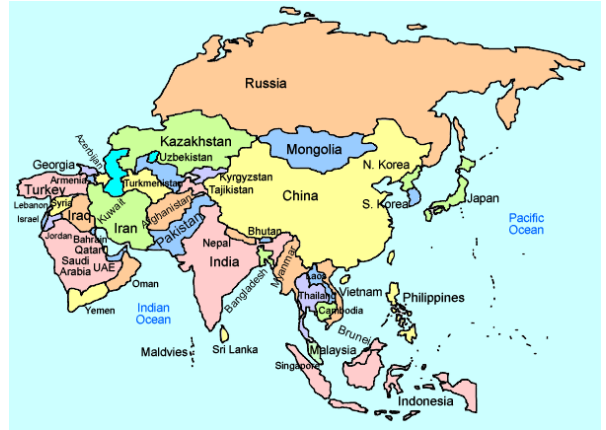 Russia
Kazakhstan
Mongolia
Uzbekistan
Azerbijan
Georgia
Armenia
Turkey
Turkmenistan
Kyrgyzstan
Tajikistan
N. Korea
S. Korea
Japan
China
Lebanon
Syria
Israel
Iraq
Kuwait
Iran
Afghanistan
Pakistan
Jordan
Bahrain
Qatar
Saudi
Arabia
UAE
Oman
Yemen
Nepal
India
Bhutan
Bangladesh
Myanmar
Laos
Thailand
Vietnam
Cambodia
Philippines
Pacific
Ocean
Indian
Ocean
Maldvies
Sri Lanka
Brunei
Malaysia
Singapore
Indonesia